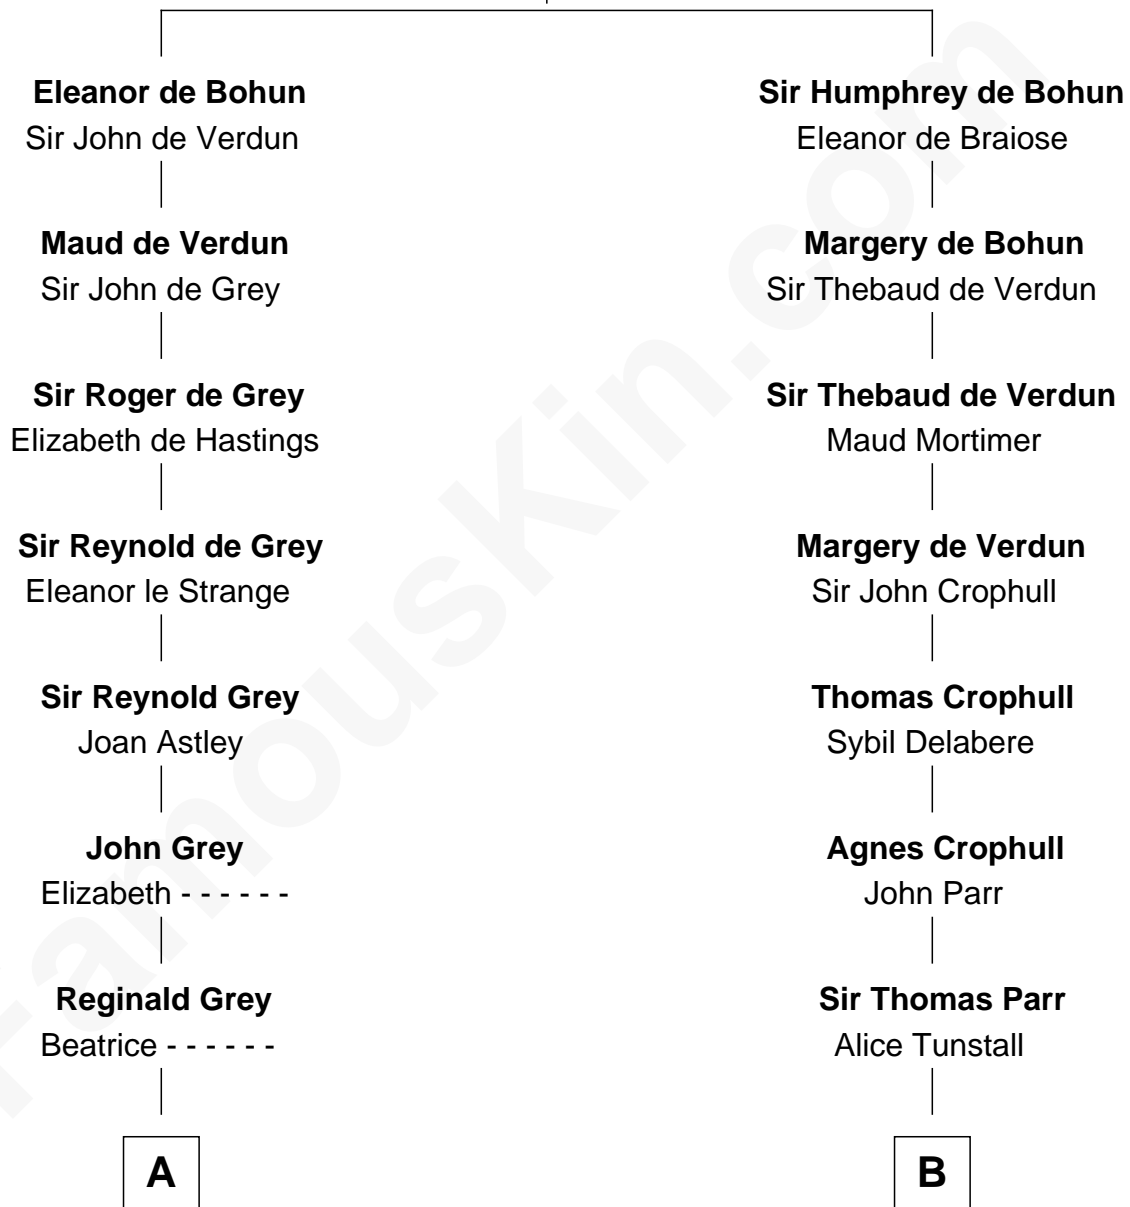 Eleanor de Bohun
Sir John de Verdun
Maud de Verdun
Sir John de Grey
Sir Roger de Grey
Elizabeth de Hastings
Sir Reynold de Grey
Eleanor le Strange
Sir Reynold Grey
Joan Astley
John Grey
Elizabeth - - - - - -
Reginald Grey
Beatrice - - - - - -
A
Sir Humphrey de Bohun
Eleanor de Braiose
Margery de Bohun
Sir Thebaud de Verdun
Sir Thebaud de Verdun
Maud Mortimer
Margery de Verdun
Sir John Crophull
Thomas Crophull
Sybil Delabere
Agnes Crophull
John Parr
Sir Thomas Parr
Alice Tunstall
B
FamousKin.com